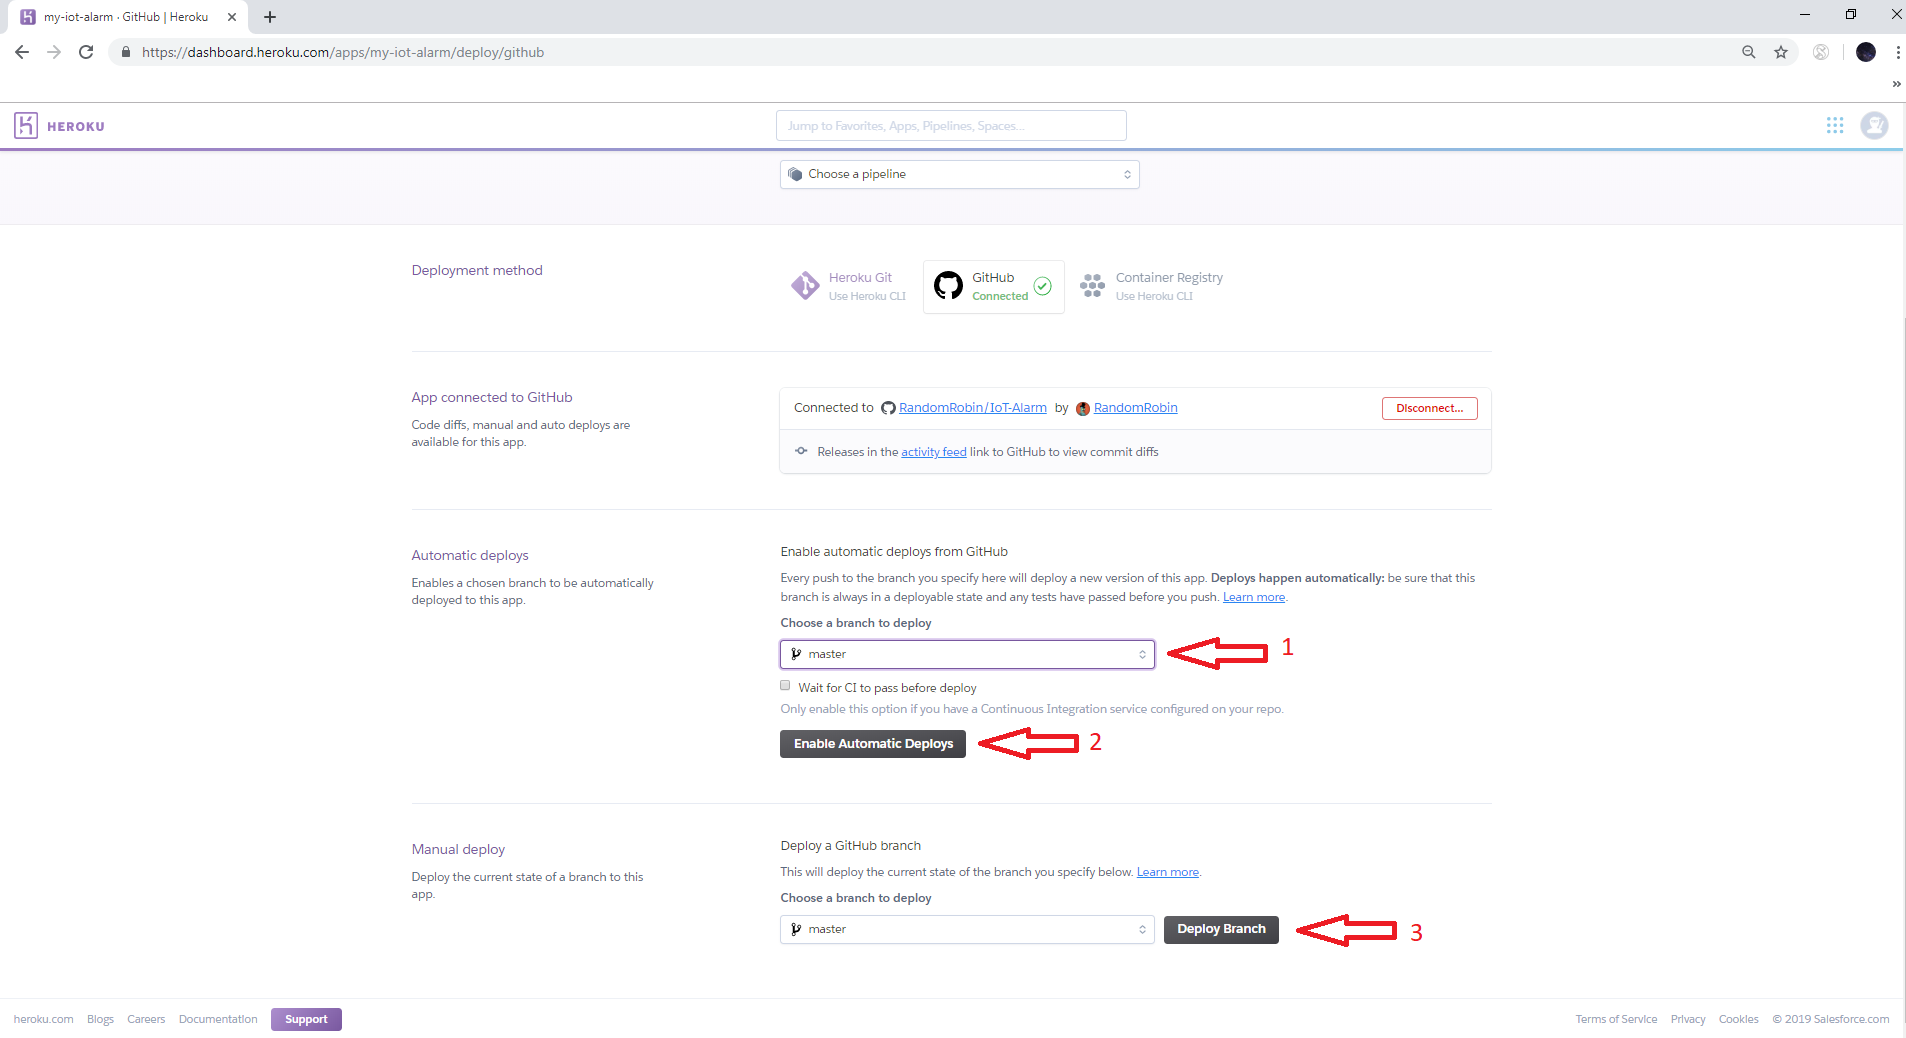 my-iot-alarm · GitHub | Heroku
https://dashboard.heroku.com/apps/my-iot-alarm/deploy/github
HEROKU
Jump to Favorites, Apps, Pipelines, Spaces...
Choose a pipeline
Deployment method
Heroku Git
Use Heroku CLI
GitHub
Connected
Container Registry
Use Heroku CLI
App connected to GitHub
Code diffs, manual and auto deploys are
available for this app.
Connected to RandomRobin/IoT-Alarm by RandomRobin
Disconnect...
Releases in the activity feed link to GitHub to view commit diffs
Automatic deploys
Enables a chosen branch to be automatically
deployed to this app.
Enable automatic deploys from GitHub
Every push to the branch you specify here will deploy a new version of this app. Deploys happen automatically: be sure that this
branch is always in a deployable state and any tests have passed before you push. Learn more.
Choose a branch to deploy
master
1
Wait for CI to pass before deploy
Only enable this option if you have a Continuous Integration service configured on your repo.
Enable Automatic Deploys
2
Manual deploy
Deploy the current state of a branch to this
app.
Deploy a GitHub branch
This will deploy the current state of the branch you specify below. Learn more.
Choose a branch to deploy
master
Deploy Branch
3
heroku.com Blogs Careers Documentation Support
Terms of Service Privacy Cookies © 2019 Salesforce.com